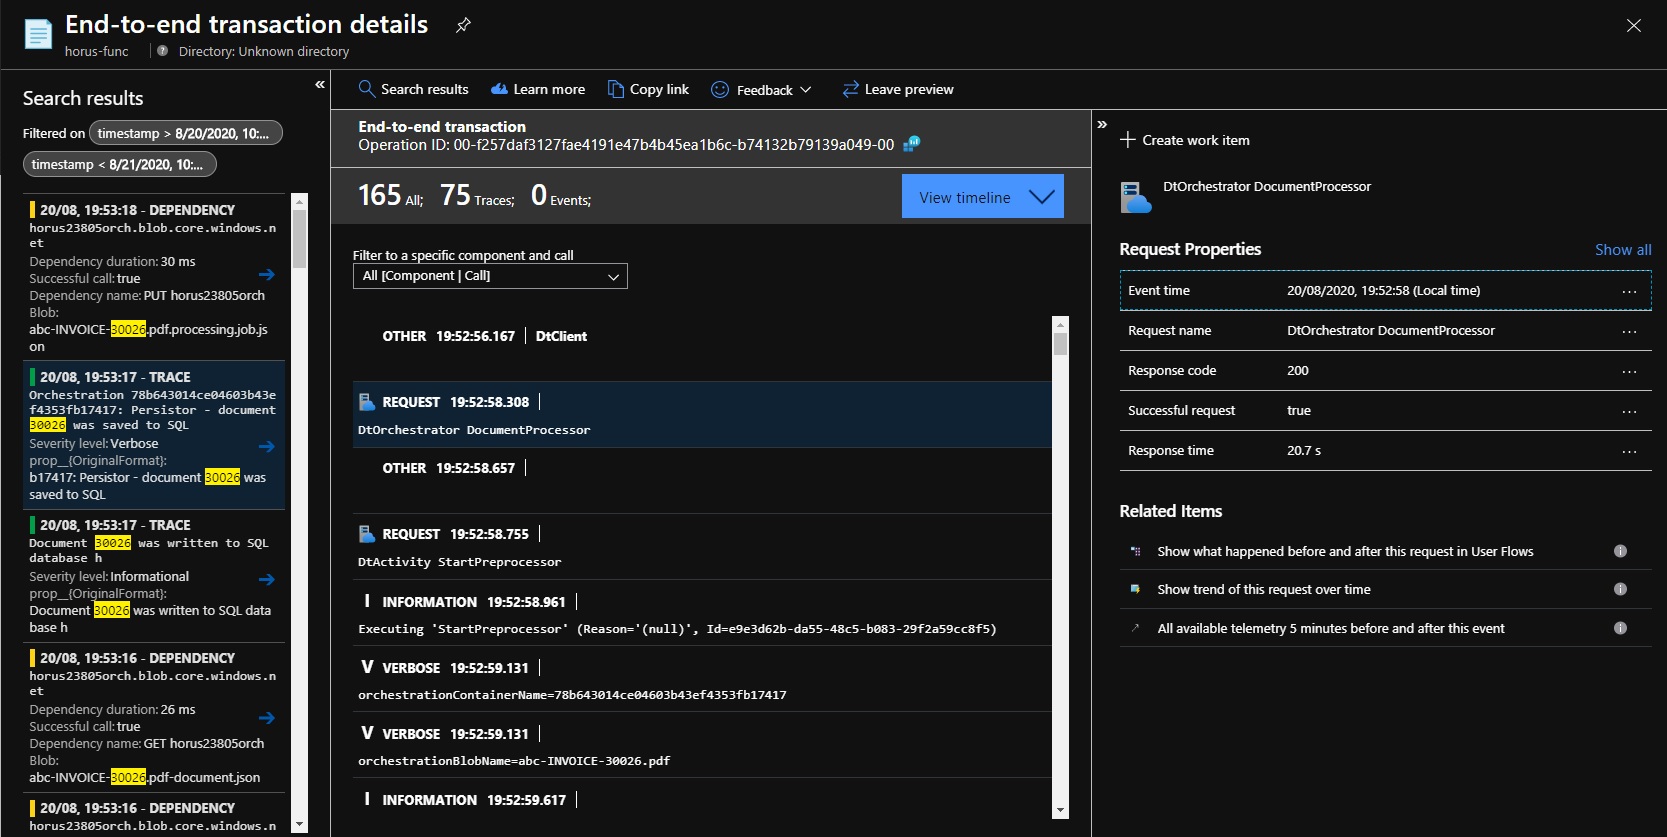 End-to-end transaction details
horus-func
Directory: Unknown directory
Search results
Filtered on timestamp > 8/20/2020, 10:...
timestamp < 8/21/2020, 10:...
20/08, 19:53:18 - DEPENDENCY
horus23805orch.blob.core.windows.n
et
Dependency duration: 30 ms
Successful call: true
Dependency name: PUT horus23805orch
Blob:
abc-INVOICE-30026.pdf.processing.job.js
on
20/08, 19:53:17 - TRACE
Orchestration 78b643014ce04603b43e
f4353fb17417: Persistor - document
30026 was saved to SQL
Severity level: Verbose
prop__{OriginalFormat}:
b17417: Persistor - document 30026 was
saved to SQL
20/08, 19:53:17 - TRACE
Document 30026 was written to SQL
database h
Severity level: Informational
prop__{OriginalFormat}:
Document 30026 was written to SQL data
base h
20/08, 19:53:16 - DEPENDENCY
horus23805orch.blob.core.windows.n
et
Dependency duration: 26 ms
Successful call: true
Dependency name: GET horus23805orch
Blob:
abc-INVOICE-30026.pdf-document.json
20/08, 19:53:16 - DEPENDENCY
horus23805orch.blob.core.windows.n
Search results
Learn more
Copy link
Feedback
Leave preview
End-to-end transaction
Operation ID: 00-f257daf3127fae4191e47b4b45ea1b6c-b74132b79139a049-00
165 All; 75 Traces; 0 Events;
View timeline
Filter to a specific component and call
All [Component | Call]
OTHER 19:52:56.167 | DtClient
REQUEST 19:52:58.308 |
DtOrchestrator DocumentProcessor
OTHER 19:52:58.657 |
REQUEST 19:52:58.755 |
DtActivity StartPreprocessor
I INFORMATION 19:52:58.961 |
Executing 'StartPreprocessor' (Reason='(null)', Id=e9e3d62b-da55-48c5-b083-29f2a59cc8f5)
V VERBOSE 19:52:59.131 |
orchestrationContainerName=78b643014ce04603b43ef4353fb17417
V VERBOSE 19:52:59.131 |
orchestrationBlobName=abc-INVOICE-30026.pdf
I INFORMATION 19:52:59.617 |
Create work item
DtOrchestrator DocumentProcessor
Request Properties
Show all
Event time 20/08/2020, 19:52:58 (Local time) ...
Request name DtOrchestrator DocumentProcessor ...
Response code 200 ...
Successful request true ...
Response time 20.7 s ...
Related Items
Show what happened before and after this request in User Flows
Show trend of this request over time
All available telemetry 5 minutes before and after this event